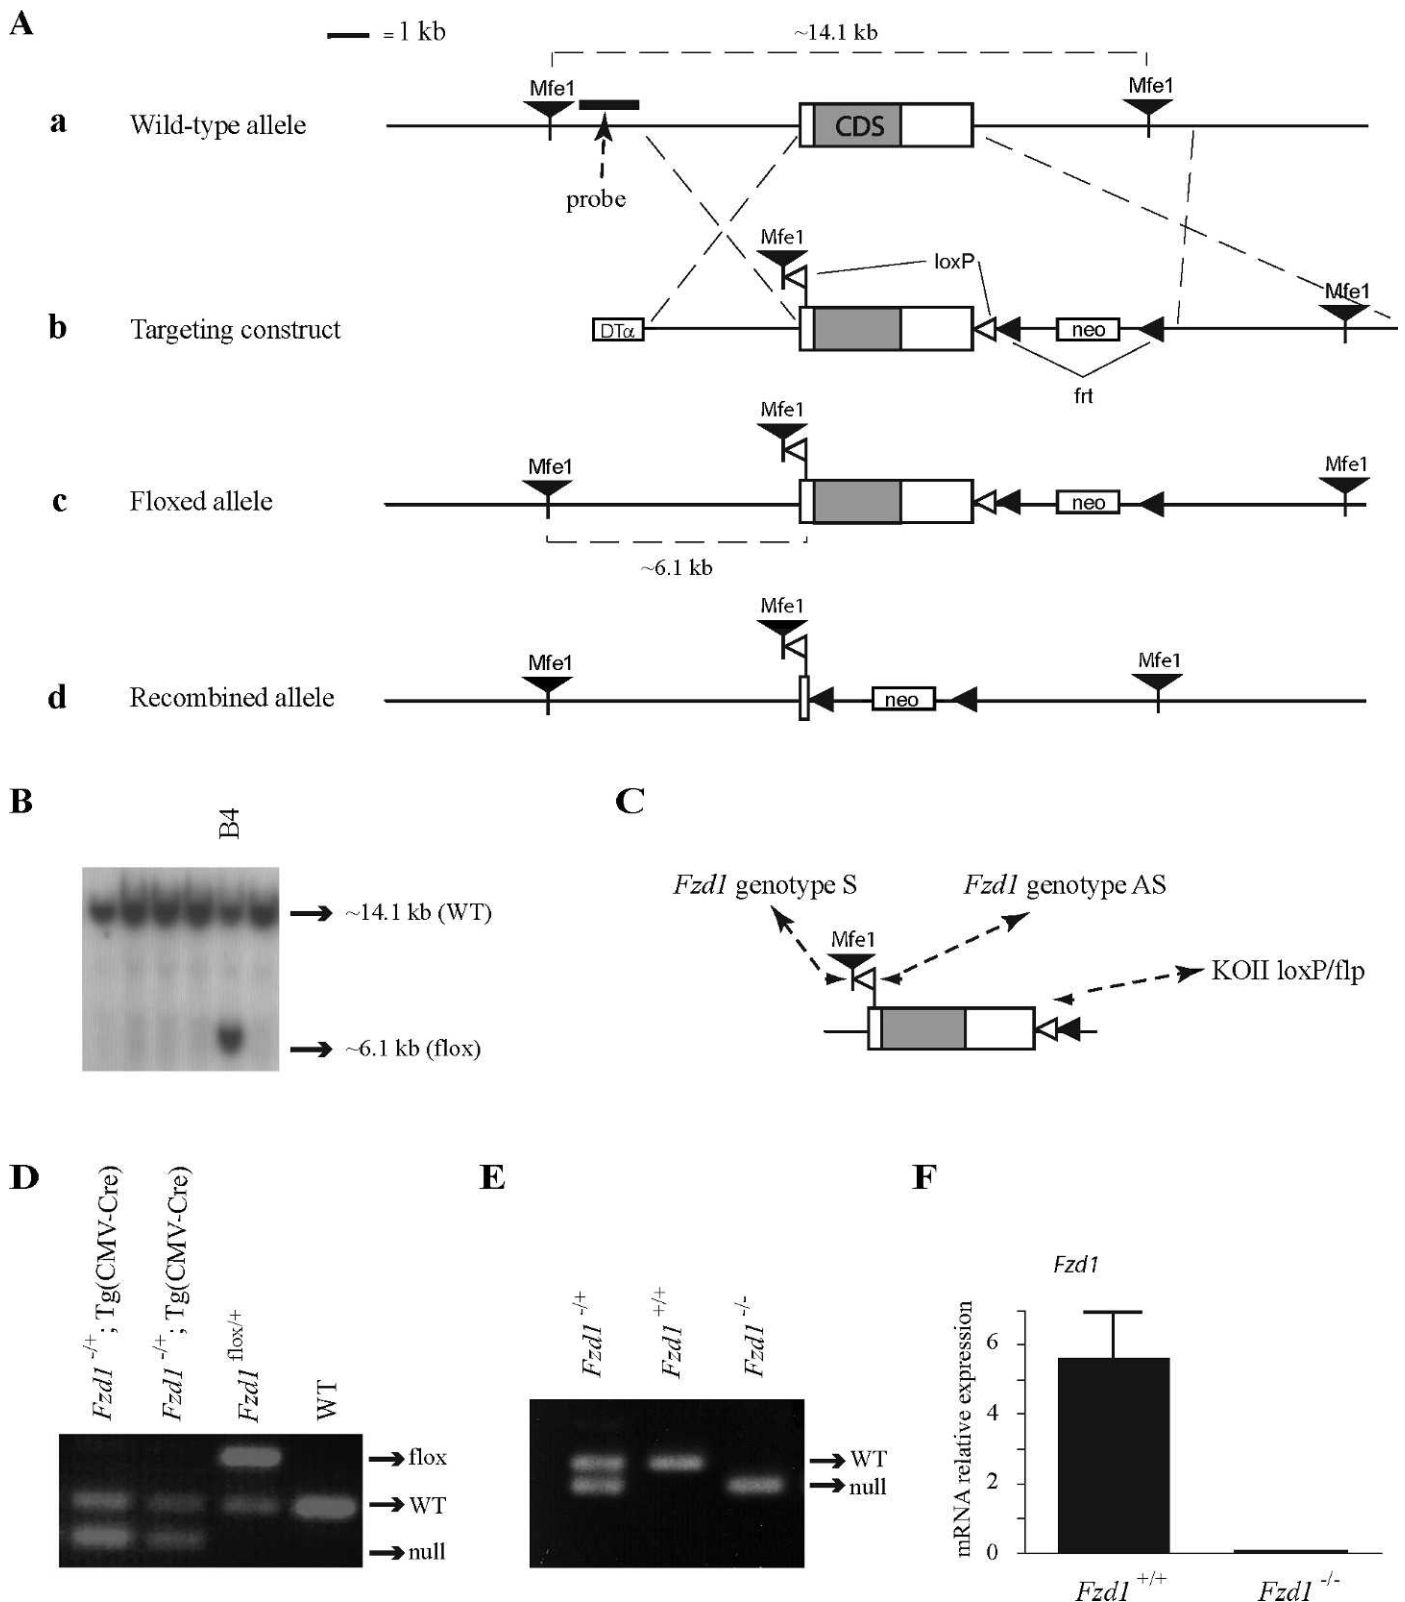 A
= 1 kb
~14.1 kb
Mfe1
Mfe1
a
Wild-type allele
CDS
probe
Mfe1
loxP
Mfe1
b
Targeting construct
DTα
neo
frt
Mfe1
Mfe1
Mfe1
c
Floxed allele
neo
~6.1 kb
Mfe1
Mfe1
Mfe1
d
Recombined allele
neo
B
B4
~14.1 kb (WT)
~6.1 kb (flox)
C
Fzd1 genotype S
Fzd1 genotype AS
Mfe1
KOII loxP/flp
D
Fzd1 -/+; Tg(CMV-Cre)
Fzd1 -/+; Tg(CMV-Cre)
Fzd1 flox/+
WT
flox
WT
null
E
Fzd1 -/+
Fzd1 +/+
Fzd1 -/-
WT
null
F
Fzd1
mRNA relative expression
6
4
2
0
Fzd1 +/+
Fzd1 -/-